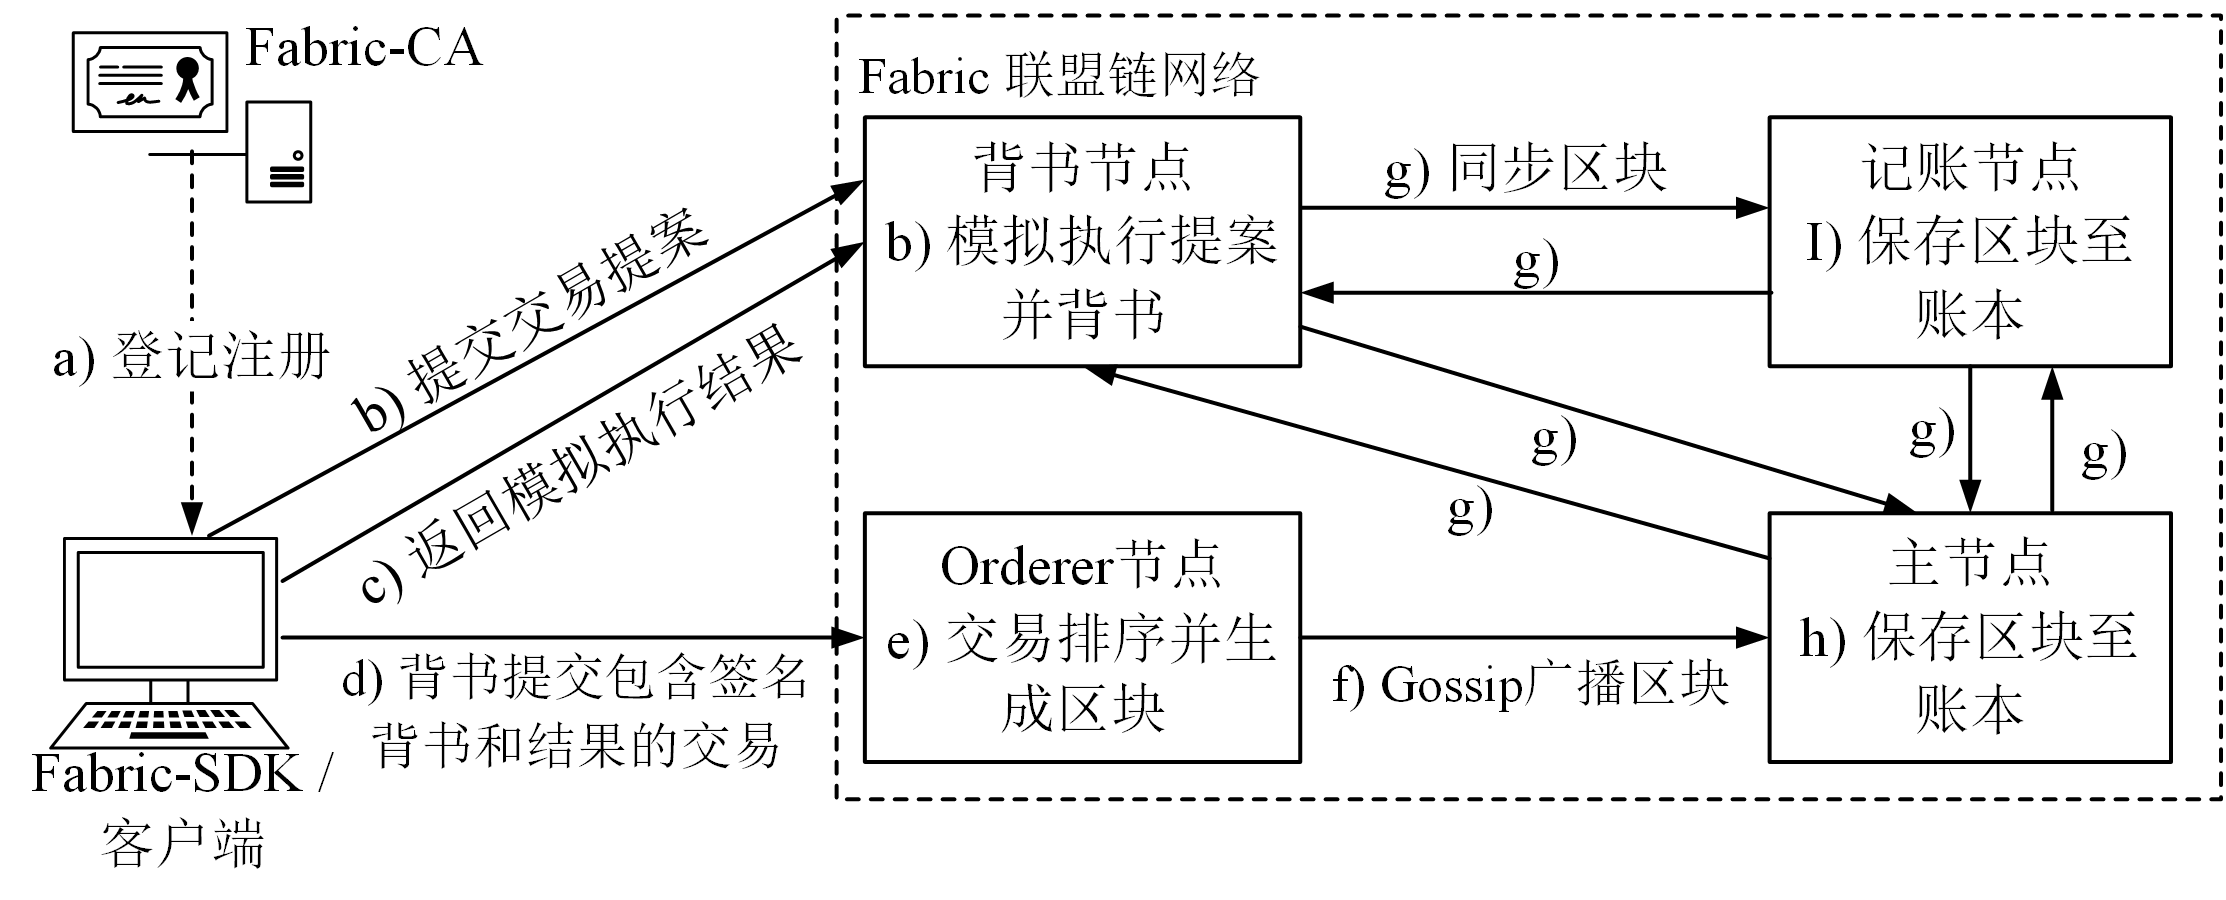 Fabric-CA
a) 登记注册
Fabric-SDK /
客户端
b) 提交交易提案
c) 返回模拟执行结果
d) 背书提交包含签名
背书和结果的交易
Fabric 联盟链网络
背书节点
b) 模拟执行提案
并背书
g) 同步区块
g)
记账节点
I) 保存区块至
账本
g)
g)
g)
g)
Orderer节点
e) 交易排序并生
成区块
f) Gossip广播区块
主节点
h) 保存区块至
账本